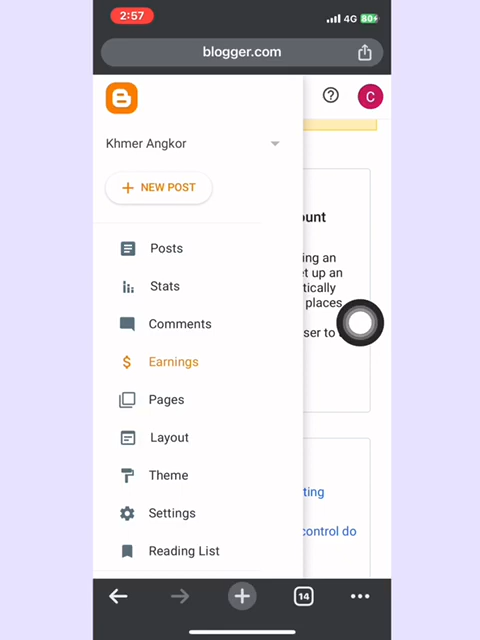 2:57
4G 80
blogger.com
C
Khmer Angkor
NEW POST
ount
Posts
ing an
et up an
Stats
tically
places
Comments
ser to
Earnings
Pages
Layout
Theme
ting
Settings
control do
Reading List
14